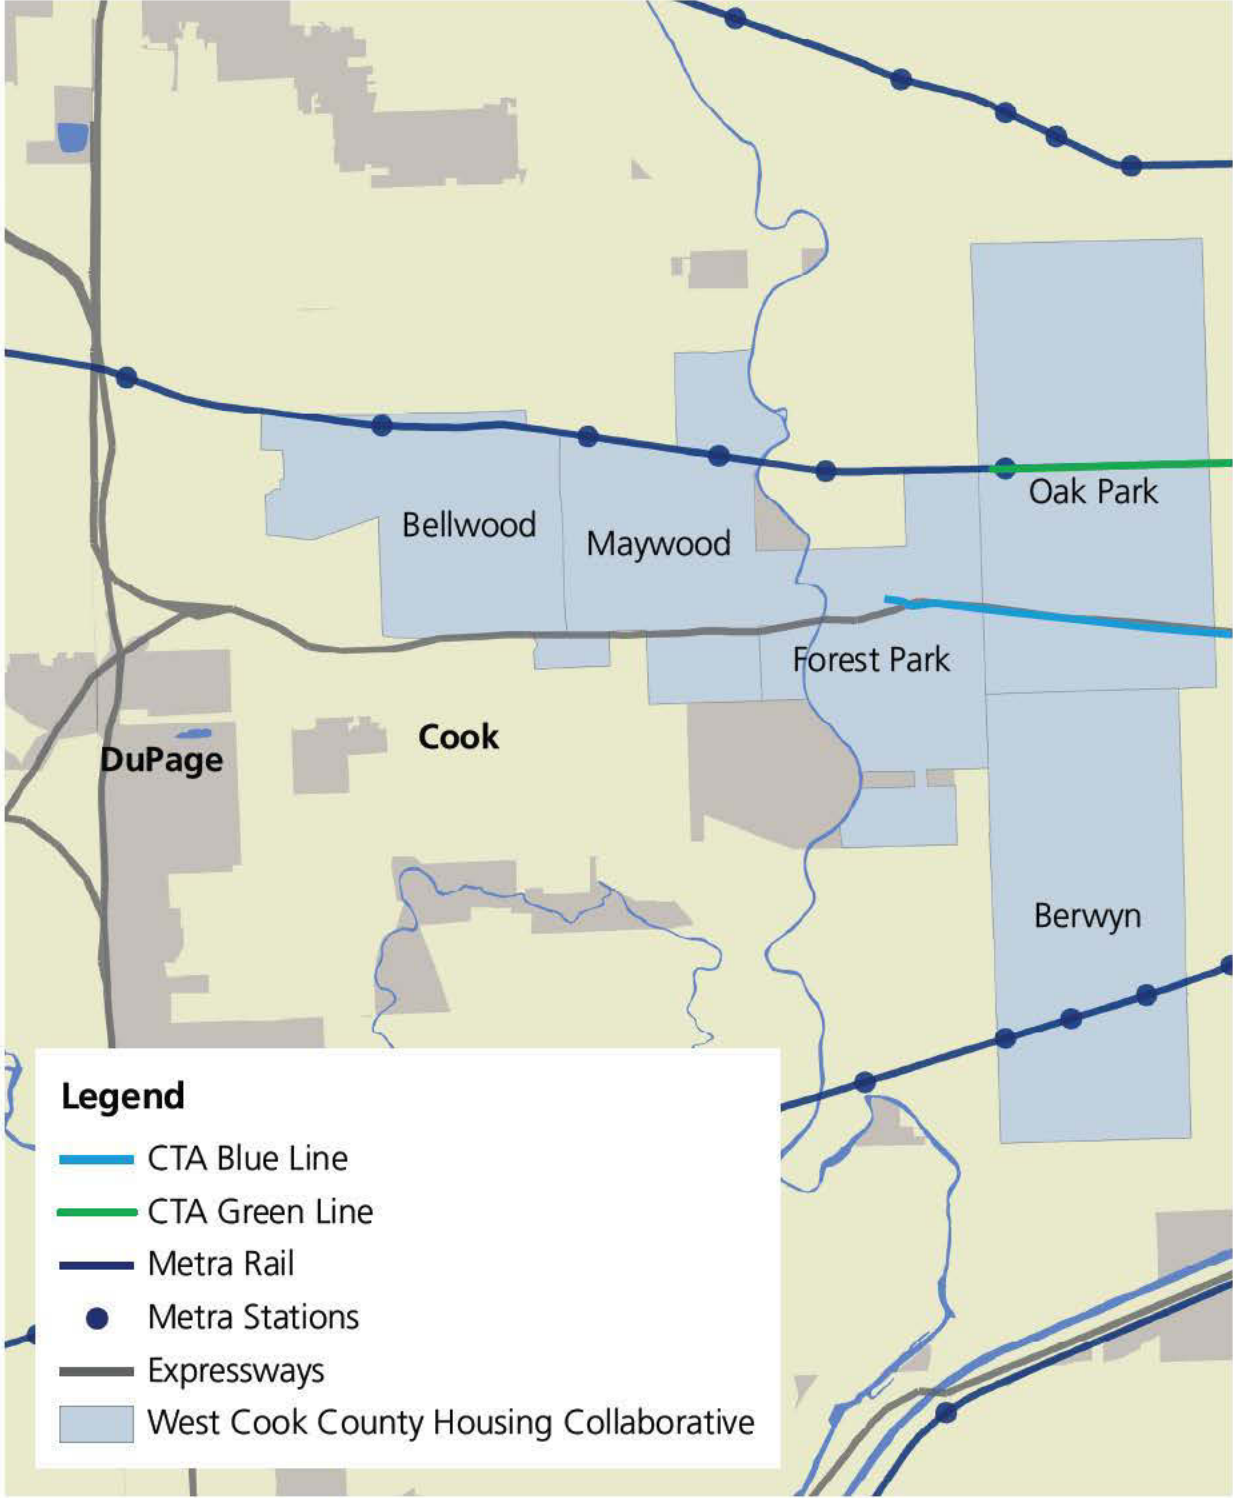 Oak Park
Bellwood
Maywood
Forest Park
Cook
DuPage
Berwyn
Legend
CTA Blue Line
CTA Green Line
Metra Rail
Metra Stations
Expressways
West Cook County Housing Collaborative